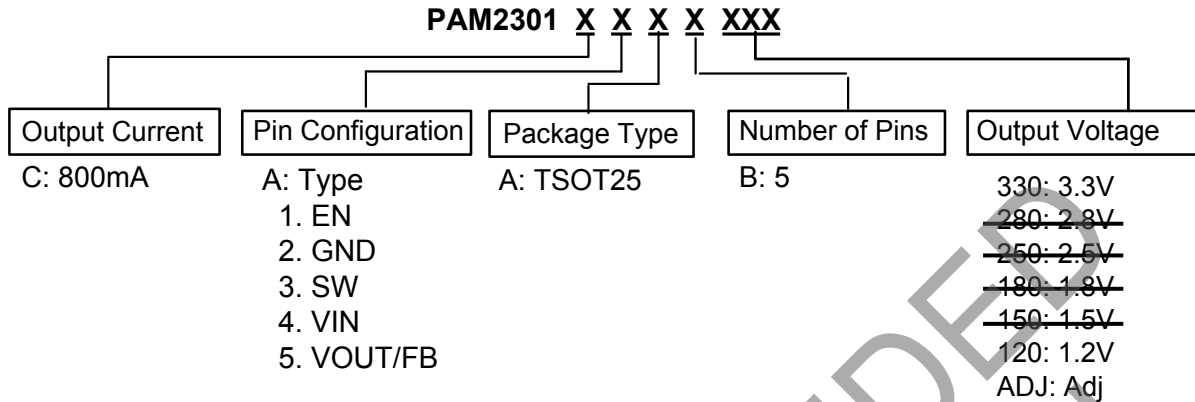 PAM2301 X X X X XXX
Output Current
C: 800mA
Pin Configuration
A: Type
1. EN
2. GND
3. SW
4. VIN
5. VOUT/FB
Package Type
A: TSOT25
Number of Pins
B: 5
Output Voltage
330: 3.3V
280: 2.8V
250: 2.5V
180: 1.8V
150: 1.5V
120: 1.2V
ADJ: Adj
DED